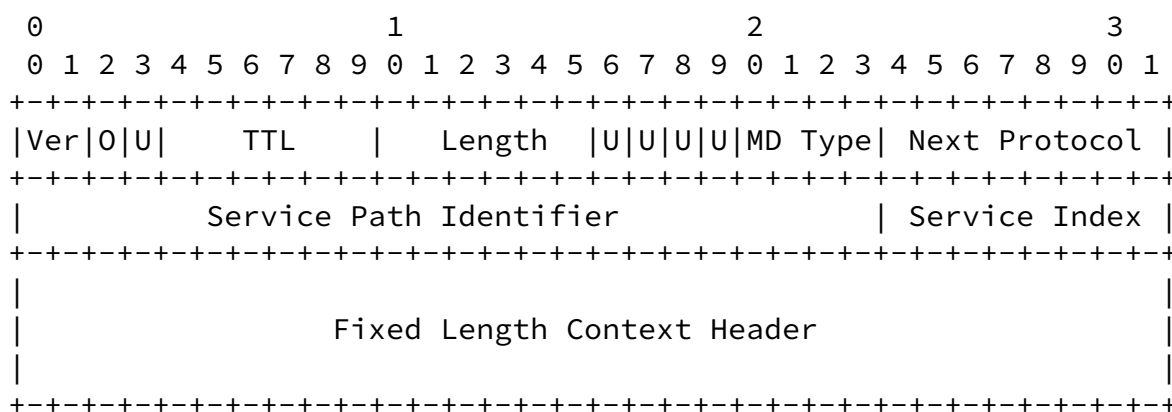 0                   1                   2                   3
 0 1 2 3 4 5 6 7 8 9 0 1 2 3 4 5 6 7 8 9 0 1 2 3 4 5 6 7 8 9 0 1
+-+-+-+-+-+-+-+-+-+-+-+-+-+-+-+-+-+-+-+-+-+-+-+-+-+-+-+-+-+-+-+-+
|Ver|O|U|    TTL    |   Length  |U|U|U|U|MD Type| Next Protocol |
+-+-+-+-+-+-+-+-+-+-+-+-+-+-+-+-+-+-+-+-+-+-+-+-+-+-+-+-+-+-+-+-+
|          Service Path Identifier              | Service Index |
+-+-+-+-+-+-+-+-+-+-+-+-+-+-+-+-+-+-+-+-+-+-+-+-+-+-+-+-+-+-+-+-+
|                                                               |
|                 Fixed Length Context Header                   |
|                                                               |
+-+-+-+-+-+-+-+-+-+-+-+-+-+-+-+-+-+-+-+-+-+-+-+-+-+-+-+-+-+-+-+-+